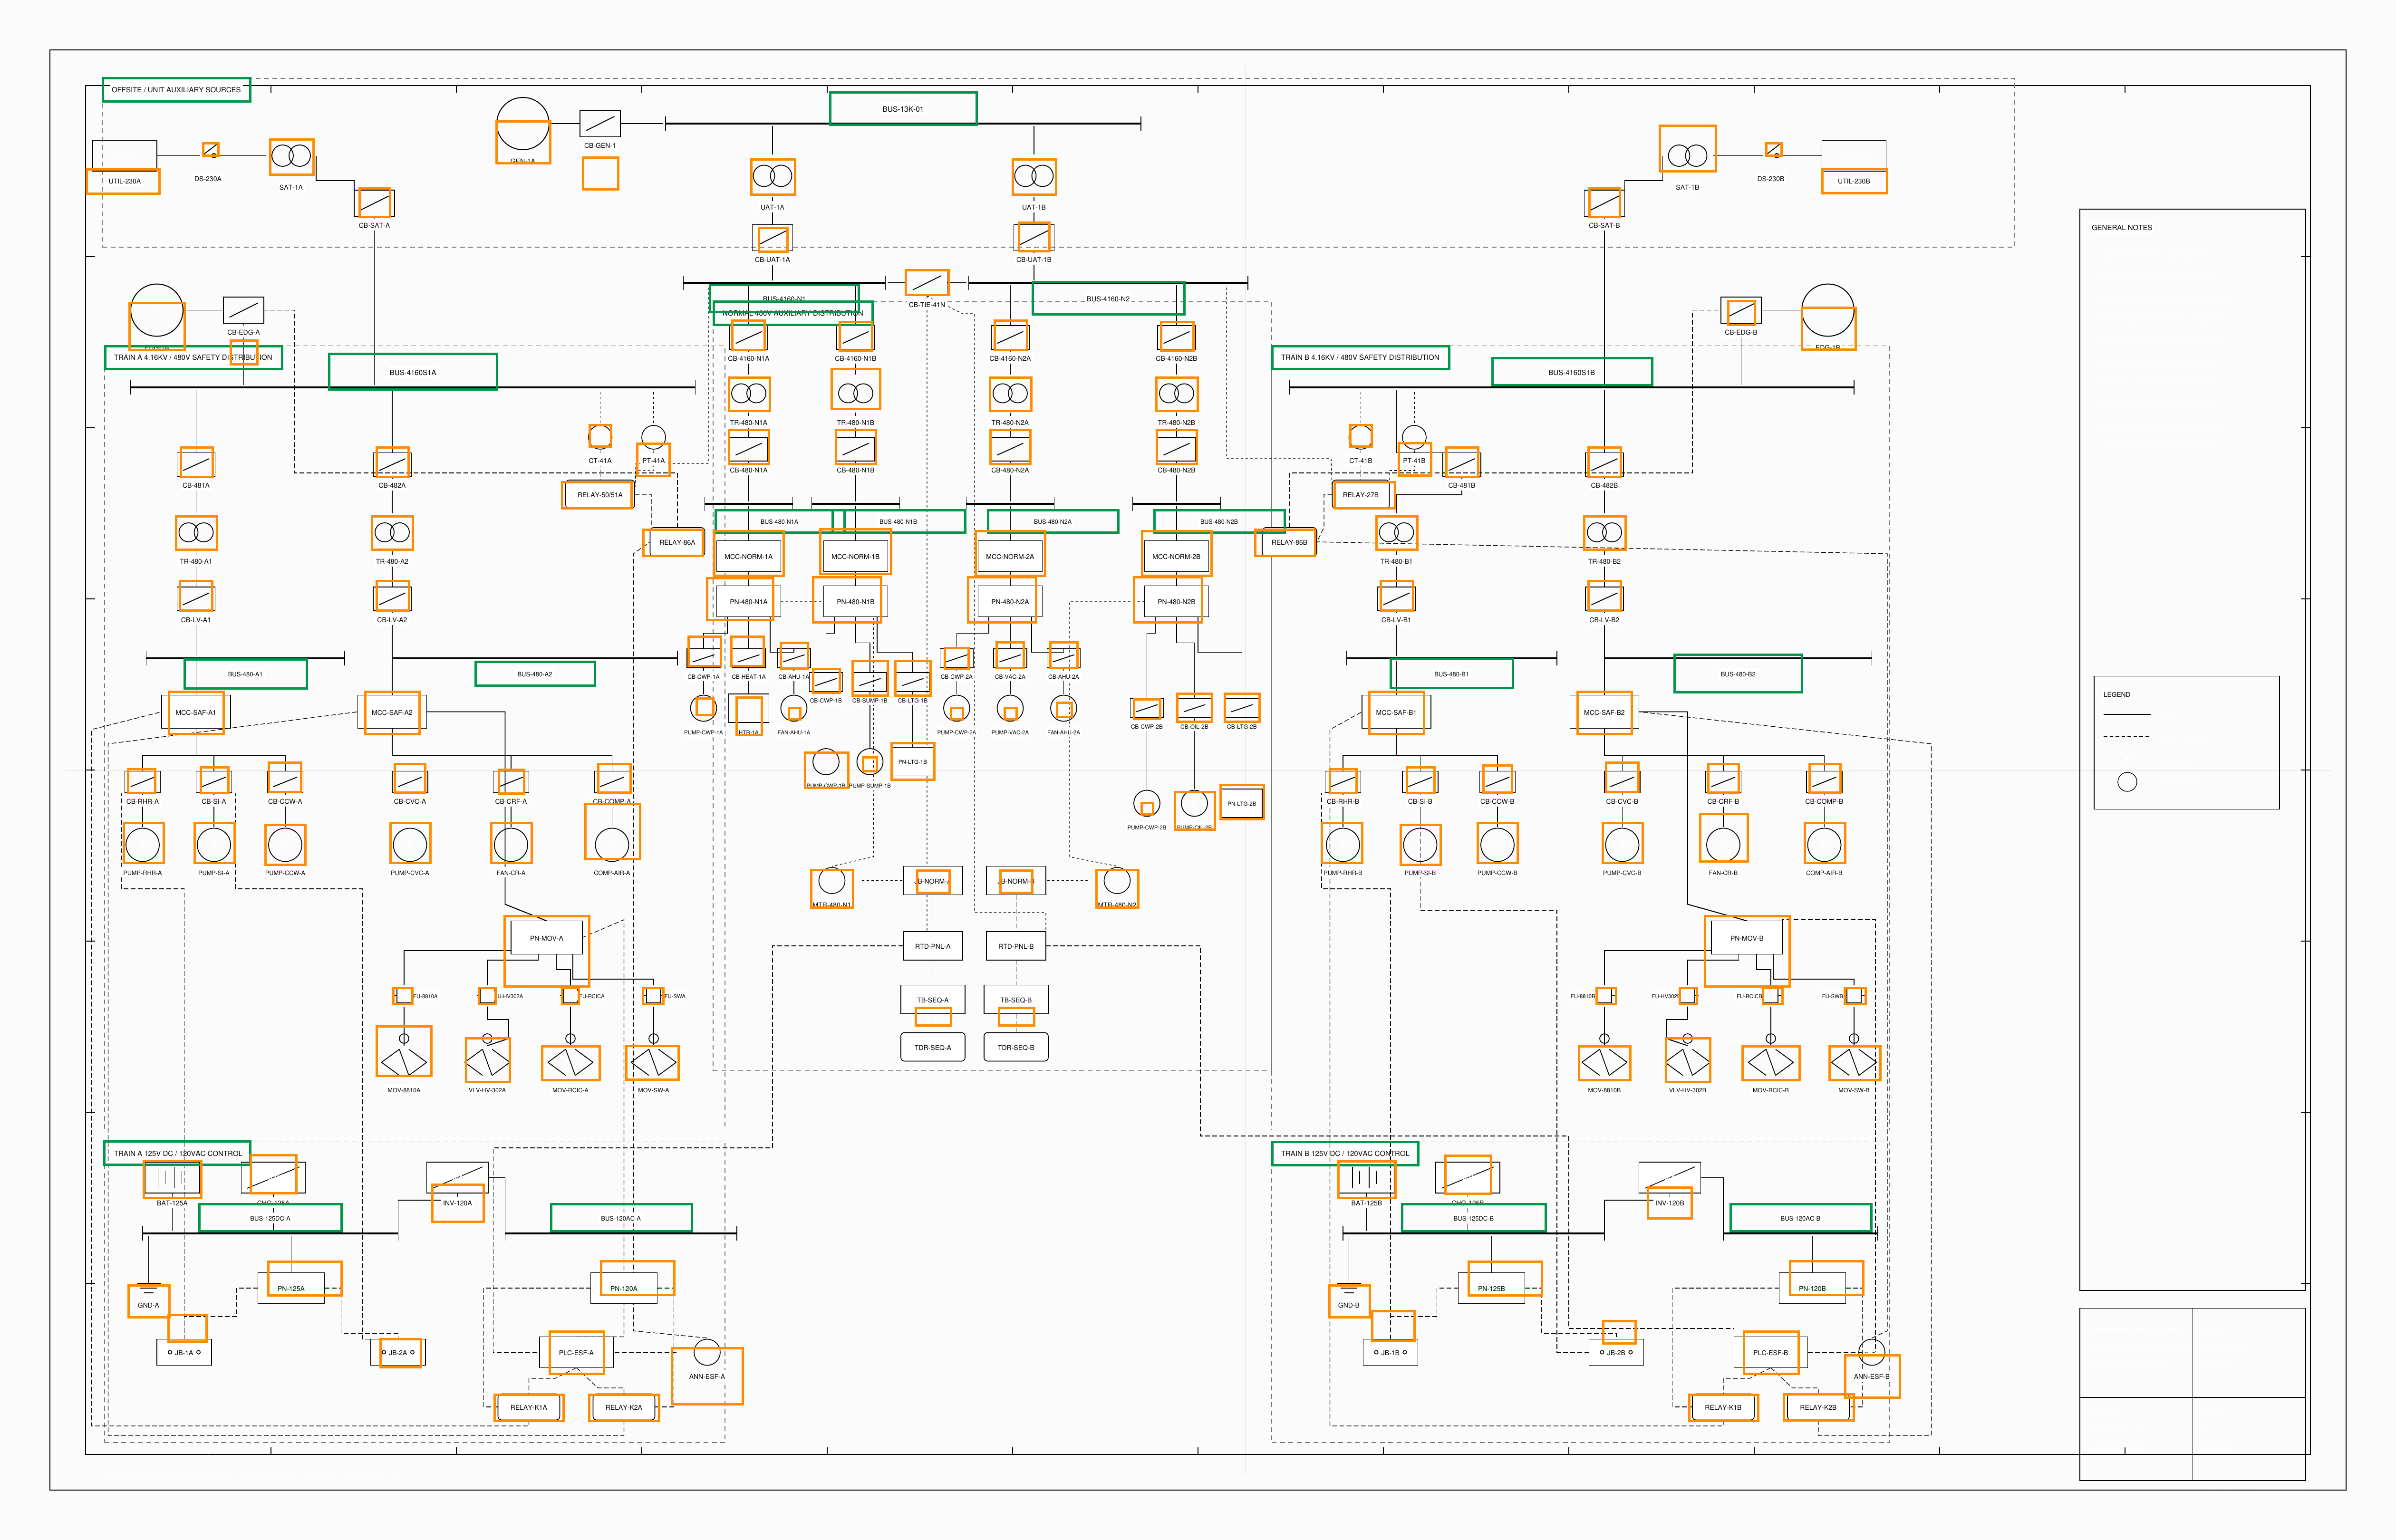 OFFSITE / UNIT AUXILIARY SOURCES
BUS-13K-01
GEN-1A
CB-GEN-1
UTIL-230A
DS-230A
SAT-1A
CB-SAT-A
UAT-1A
UAT-1B
CB-UAT-1A
CB-UAT-1B
SAT-1B
DS-230B
UTIL-230B
CB-SAT-B
GENERAL NOTES
BUS-4160-N1
CB-TIE-41N
BUS-4160-N2
NORMAL 480V AUXILIARY DISTRIBUTION
CB-EDG-A
CB-EDG-B
EDG-1B
TRAIN A 4.16KV / 480V SAFETY DISTRIBUTION
BUS-4160S1A
CB-4160-N1A
CB-4160-N1B
CB-4160-N2A
CB-4160-N2B
TRAIN B 4.16KV / 480V SAFETY DISTRIBUTION
BUS-4160S1B
TR-480-N1A
TR-480-N1B
TR-480-N2A
TR-480-N2B
CT-41A
PT-41A
CB-480-N1A
CB-480-N1B
CB-480-N2A
CB-480-N2B
CT-41B
PT-41B
CB-481A
CB-482A
CB-481B
CB-482B
RELAY-50/51A
RELAY-27B
BUS-480-N1A
BUS-480-N1B
BUS-480-N2A
BUS-480-N2B
RELAY-86A
RELAY-86B
TR-480-A1
TR-480-A2
MCC-NORM-1A
MCC-NORM-1B
MCC-NORM-2A
MCC-NORM-2B
TR-480-B1
TR-480-B2
PN-480-N1A
PN-480-N1B
PN-480-N2A
PN-480-N2B
CB-LV-A1
CB-LV-A2
CB-LV-B1
CB-LV-B2
BUS-480-A1
BUS-480-A2
CB-CWP-1A
CB-HEAT-1A
CB-AHU-1A
CB-CWP-2A
CB-VAC-2A
CB-AHU-2A
BUS-480-B1
BUS-480-B2
CB-CWP-1B
CB-SUMP-1B
CB-LTG-1B
LEGEND
MCC-SAF-A1
MCC-SAF-A2
MCC-SAF-B1
MCC-SAF-B2
PUMP-CWP-1A
HTR-1A
FAN-AHU-1A
PUMP-CWP-2A
PUMP-VAC-2A
FAN-AHU-2A
CB-CWP-2B
CB-OIL-2B
CB-LTG-2B
PN-LTG-1B
PUMP-CWP-1B
PUMP-SUMP-1B
CB-RHR-A
CB-SI-A
CB-CCW-A
CB-CVC-A
CB-CRF-A
CB-COMP-A
PN-LTG-2B
CB-RHR-B
CB-SI-B
CB-CCW-B
CB-CVC-B
CB-CRF-B
CB-COMP-B
PUMP-CWP-2B
PUMP-OIL-2B
PUMP-RHR-A
PUMP-SI-A
PUMP-CCW-A
PUMP-CVC-A
FAN-CR-A
COMP-AIR-A
PUMP-RHR-B
PUMP-SI-B
PUMP-CCW-B
PUMP-CVC-B
FAN-CR-B
COMP-AIR-B
JB-NORM-A
JB-NORM-B
MTR-480-N1
MTR-480-N2
PN-MOV-A
PN-MOV-B
RTD-PNL-A
RTD-PNL-B
FU-8810A
FU-HV302A
FU-RCICA
FU-SWA
TB-SEQ-A
TB-SEQ-B
FU-8810B
FU-HV302B
FU-RCICB
FU-SWB
TDR-SEQ-A
TDR-SEQ-B
MOV-8810A
VLV-HV-302A
MOV-RCIC-A
MOV-SW-A
MOV-8810B
VLV-HV-302B
MOV-RCIC-B
MOV-SW-B
TRAIN A 125V DC / 120VAC CONTROL
TRAIN B 125V DC / 120VAC CONTROL
BAT-125A
CHG-125A
INV-120A
BAT-125B
CHG-125B
INV-120B
BUS-125DC-A
BUS-120AC-A
BUS-125DC-B
BUS-120AC-B
PN-125A
PN-120A
PN-125B
PN-120B
GND-A
GND-B
JB-1A
JB-2A
PLC-ESF-A
JB-1B
JB-2B
PLC-ESF-B
ANN-ESF-A
ANN-ESF-B
RELAY-K1A
RELAY-K2A
RELAY-K1B
RELAY-K2B